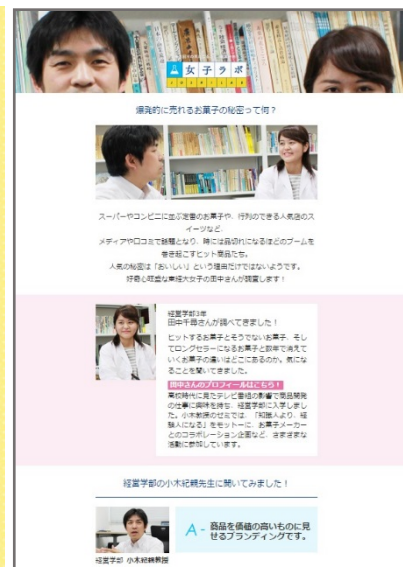 女子ラボ
爆発的に売れるお菓子の秘密って何？
スーパーやコンビニに並ぶ定番のお菓子や、行列のできる人気店のス
イーツなど、
メディアや口コミで話題となり、時には品切れになるほどのブームを
巻き起こすヒット商品たち。
人気の秘密は「おいしい」という理由だけではないようです。
好奇心旺盛な東経大女子の田中さんが調査します！
経営学部3年
田中千尋さんが調べてきました！
ヒットするお菓子とそうでないお菓子、そし
てロングセラーになるお菓子と数年で消えて
いくお菓子の違いはどこにあるのか。気にな
ることを聞いてきました。
田中さんのプロフィールはこちら！
高校時代に見たテレビ番組の影響で商品開発
の仕事に興味を持ち、経営学部に入学しまし
た。小木教授のゼミでは、「知識人より、経
験人になる」をモットーに、お菓子メーカー
とのコラボレーション企画など、さまざまな
活動に参加しています。
経営学部の小木紀親先生に聞いてみました！
A - 商品を価値の高いものに見
せるブランディングです。
経営学部 小木紀親教授